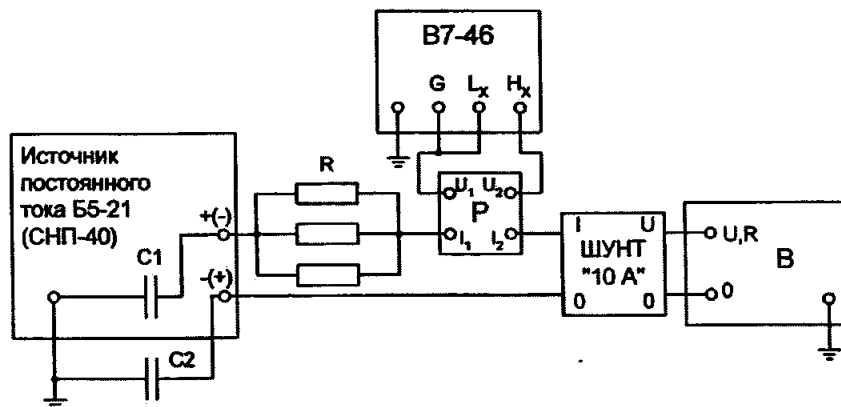 В7-46
G Lx Hx
Источник
постоянного
тока Б5-21
(СНП-40)
+(-)
-(+)
C1
C2
R
U1 U2
P
I1 I2
I U
ШУНТ
"10 А"
0 0
U,R
B
0